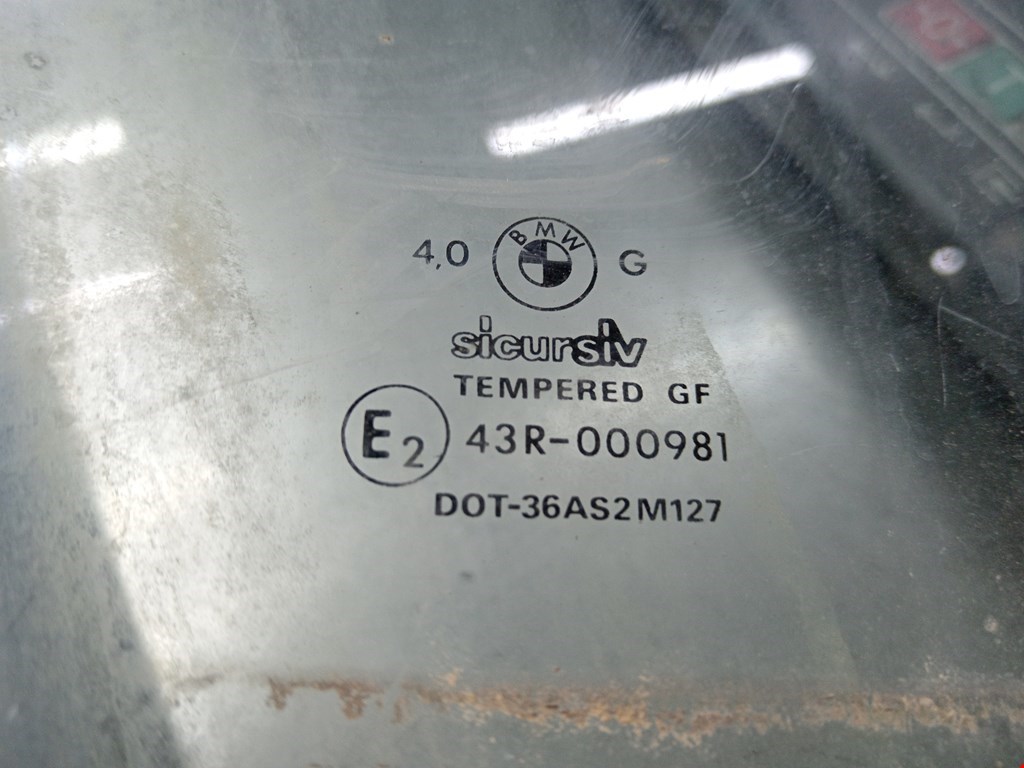 4,0 BMW G
sicursiv
TEMPERED GF
E2 43R-000981
DOT-36AS2M127